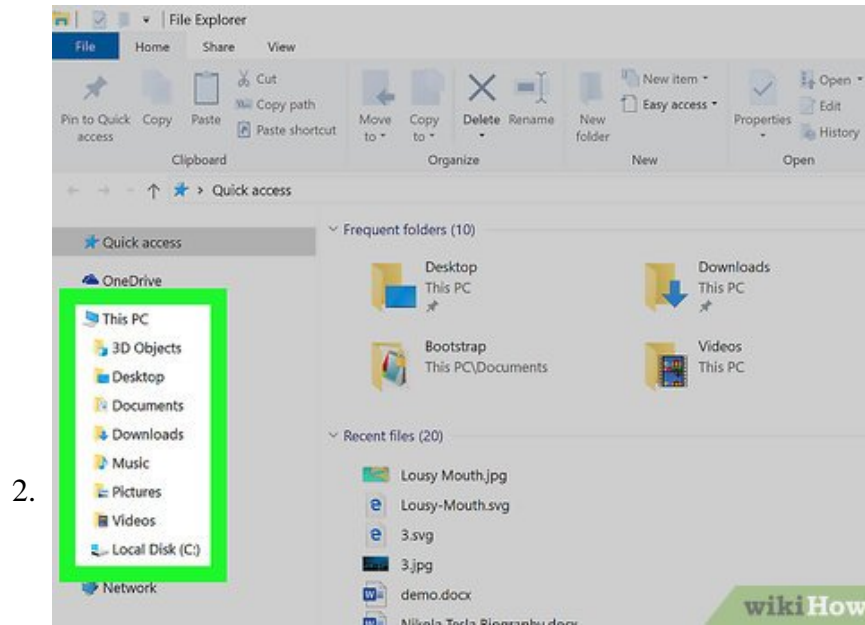 File Explorer
File Home Share View
Pin to Quick access
Copy
Paste
Cut
Copy path
Paste shortcut
Clipboard
Move to
Copy to
Delete
Rename
Organize
New folder
New item
Easy access
New
Properties
Open
Edit
History
Open
> Quick access
Quick access
OneDrive
This PC
3D Objects
Desktop
Documents
Downloads
Music
Pictures
Videos
Local Disk (C:)
Network
2.
Frequent folders (10)
Desktop
This PC
Downloads
This PC
Bootstrap
This PC\Documents
Videos
This PC
Recent files (20)
Lousy Mouth.jpg
Lousy-Mouth.svg
3.svg
3.jpg
demo.docx
Nikola Tesla Biography.docx
wikiHow